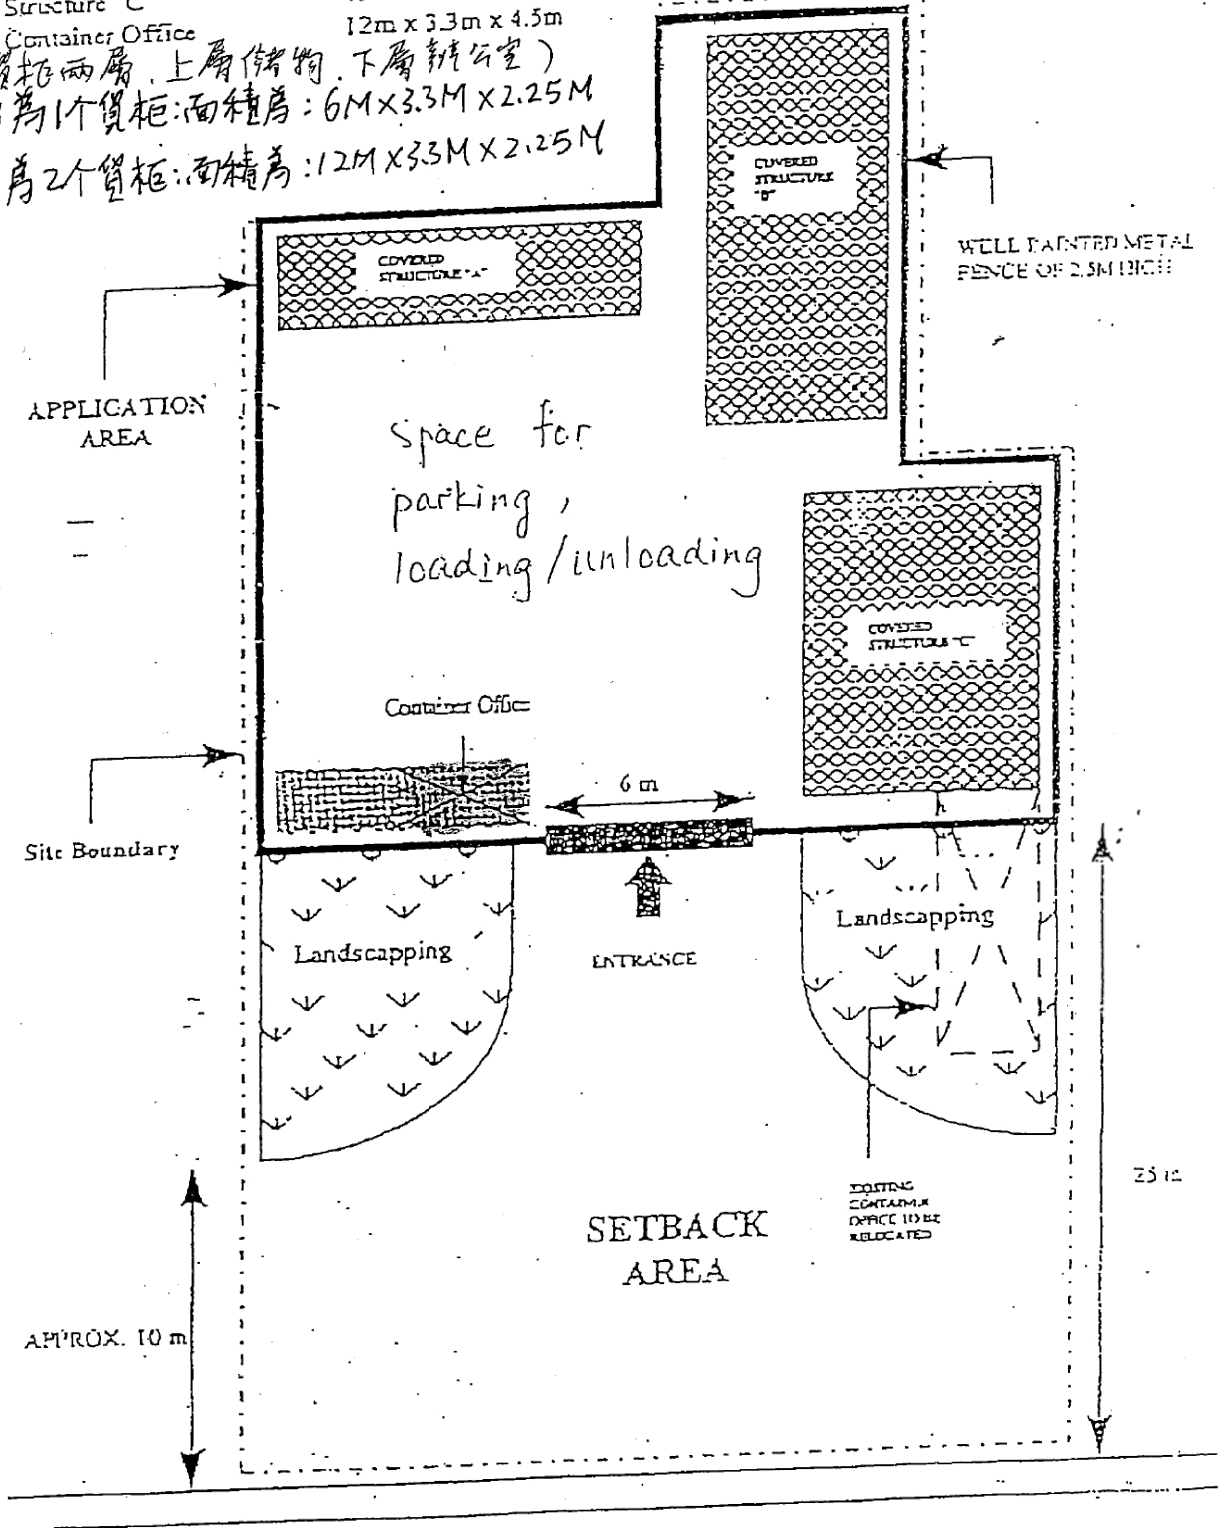 Structure "C"
Container Office 12m x 3.3m x 4.5m
貨柜两層，上層儲物，下層辦公室）
為1个貨柜:面積為:6M×3.3M×2.25M
為2个貨柜:面積為:12M×3.3M×2.25M
COVERED
STRUCTURE
"B"
COVERED
STRUCTURE "A"
WELL PAINTED METAL
FENCE OF 2.5M HIGH
APPLICATION
AREA
Space for
parking,
loading/unloading
COVERED
STRUCTURE "C"
Container Office
6 m
Site Boundary
Landscapping
ENTRANCE
Landscapping
EXISTING
CONTAINER
OFFICE TO BE
RELOCATED
SETBACK
AREA
APPROX. 10 m